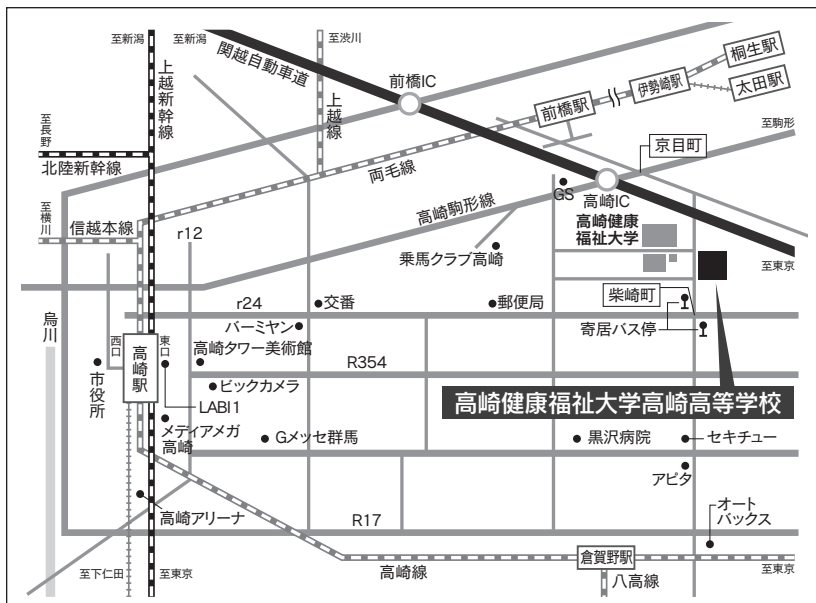 至新潟
至新潟
至渋川
関越自動車道
上越新幹線
上越線
前橋IC
桐生駅
伊勢崎駅
太田駅
前橋駅
至長野
北陸新幹線
至駒形
京目町
両毛線
GS
高崎IC
高崎駒形線
至横川
信越本線
r12
高崎健康
福祉大学
乗馬クラブ高崎
至東京
柴崎町
r24
交番
郵便局
寄居バス停
烏川
バーミヤン
高崎タワー美術館
西口
高崎駅
東口
R354
市役所
ビックカメラ
LABI1
高崎健康福祉大学高崎高等学校
メディアメガ
高崎
Gメッセ群馬
黒沢病院
セキチュー
アピタ
高崎アリーナ
R17
オート
バックス
倉賀野駅
至下仁田
至東京
高崎線
八高線
至東京